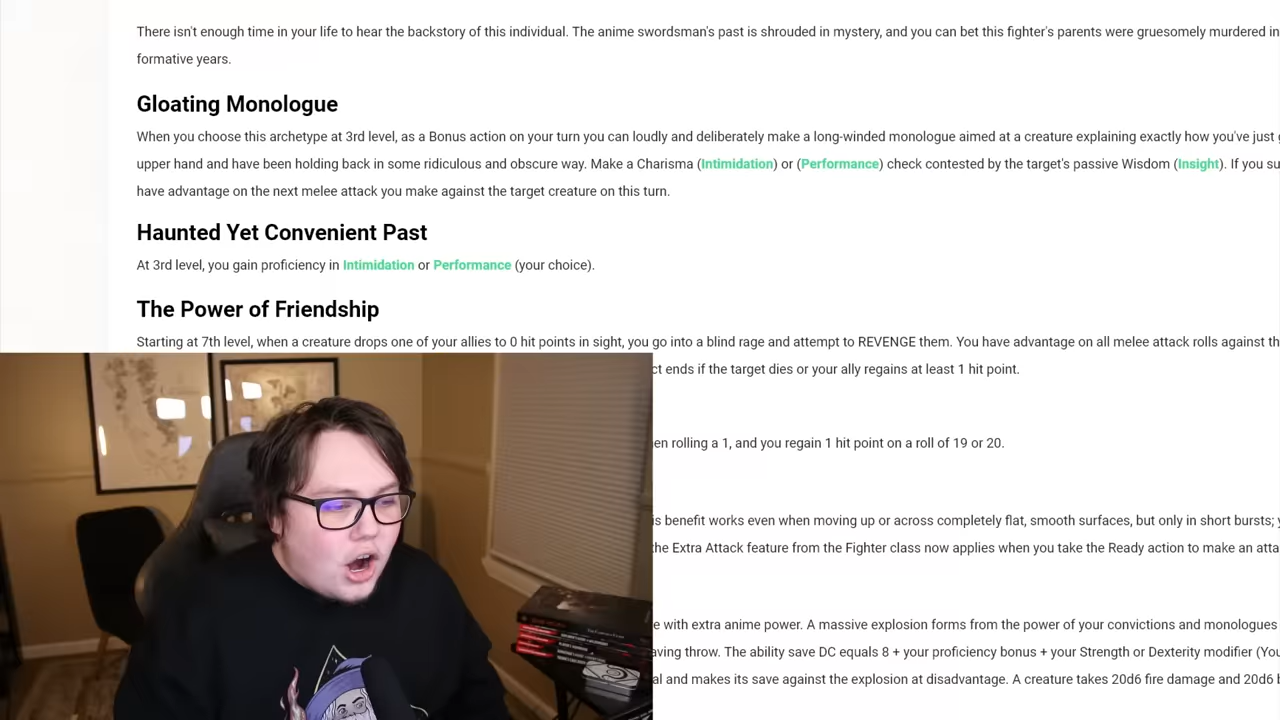 There isn't enough time in your life to hear the backstory of this individual. The anime swordsman's past is shrouded in mystery, and you can bet this fighter's parents were gruesomely murdered in
formative years.
Gloating Monologue
When you choose this archetype at 3rd level, as a Bonus action on your turn you can loudly and deliberately make a long-winded monologue aimed at a creature explaining exactly how you've just
upper hand and have been holding back in some ridiculous and obscure way. Make a Charisma (Intimidation) or (Performance) check contested by the target's passive Wisdom (Insight). If you su
have advantage on the next melee attack you make against the target creature on this turn.
Haunted Yet Convenient Past
At 3rd level, you gain proficiency in Intimidation or Performance (your choice).
The Power of Friendship
Starting at 7th level, when a creature drops one of your allies to 0 hit points in sight, you go into a blind rage and attempt to REVENGE them. You have advantage on all melee attack rolls against th
ct ends if the target dies or your ally regains at least 1 hit point.
en rolling a 1, and you regain 1 hit point on a roll of 19 or 20.
is benefit works even when moving up or across completely flat, smooth surfaces, but only in short bursts;
the Extra Attack feature from the Fighter class now applies when you take the Ready action to make an atta
e with extra anime power. A massive explosion forms from the power of your convictions and monologues
aving throw. The ability save DC equals 8 + your proficiency bonus + your Strength or Dexterity modifier (You
al and makes its save against the explosion at disadvantage. A creature takes 20d6 fire damage and 20d6